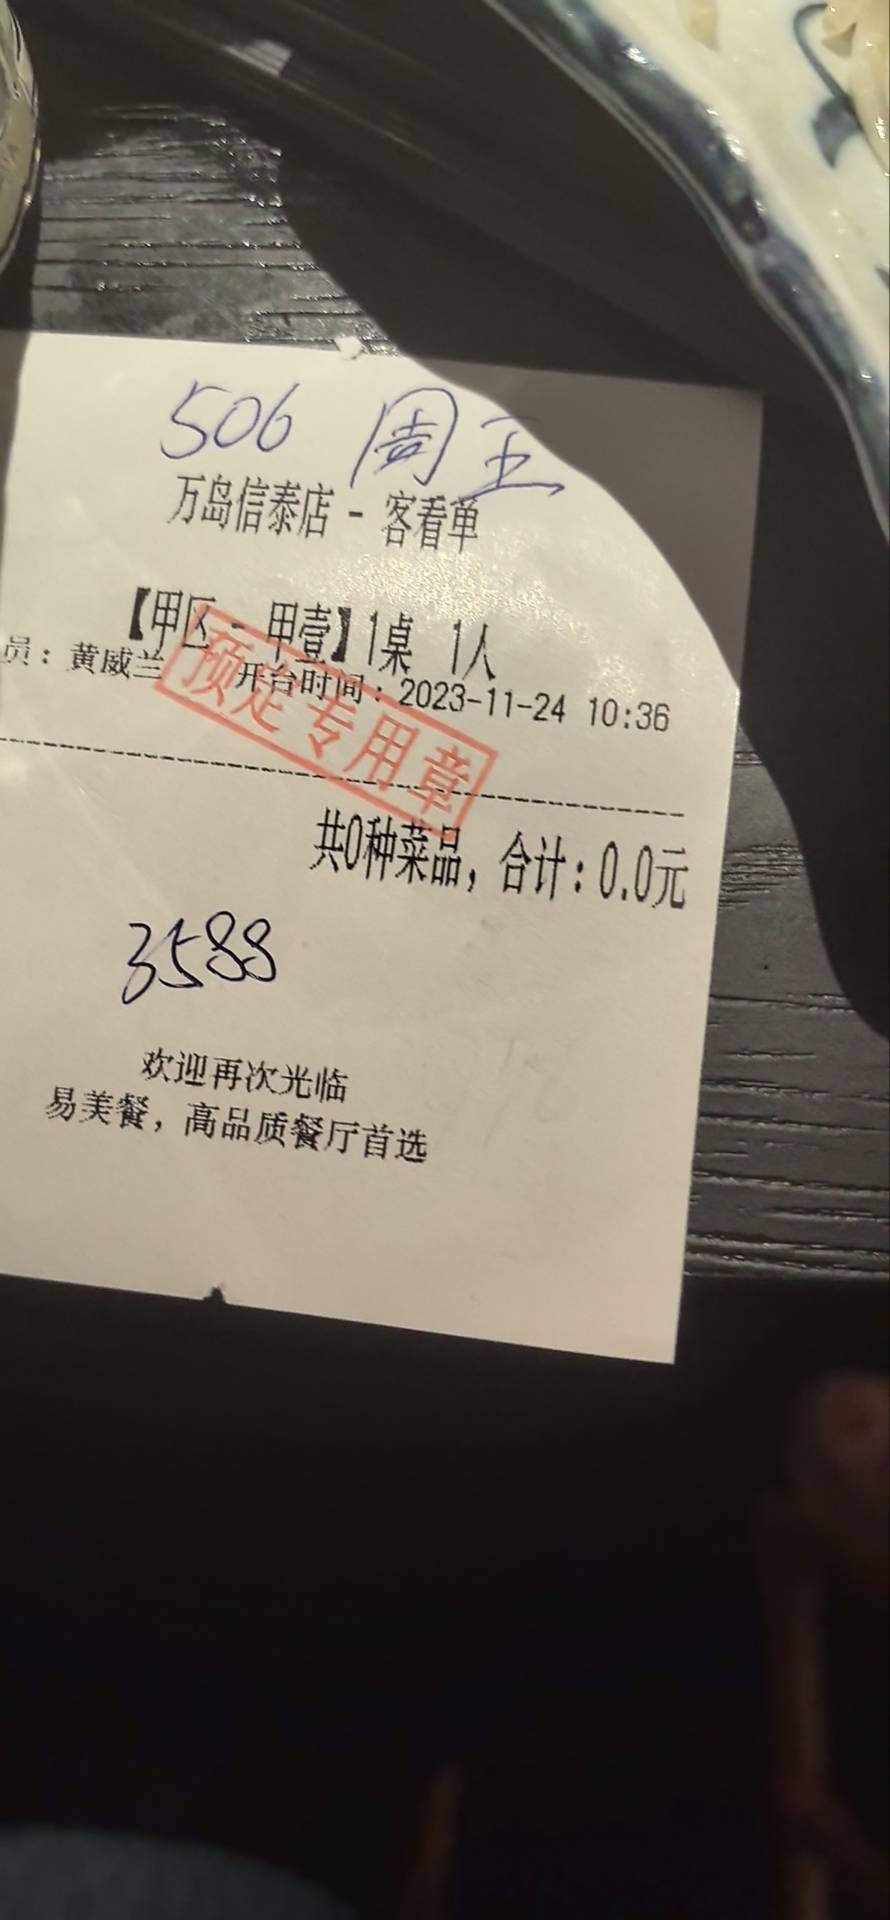 506 周王
万岛信泰店 - 客看单
【甲区 - 甲壹】1桌 1人
员：黄威兰 开台时间：2023-11-24 10:36
预定专用章
共0种菜品，合计：0.0元
3588
欢迎再次光临
易美餐，高品质餐厅首选